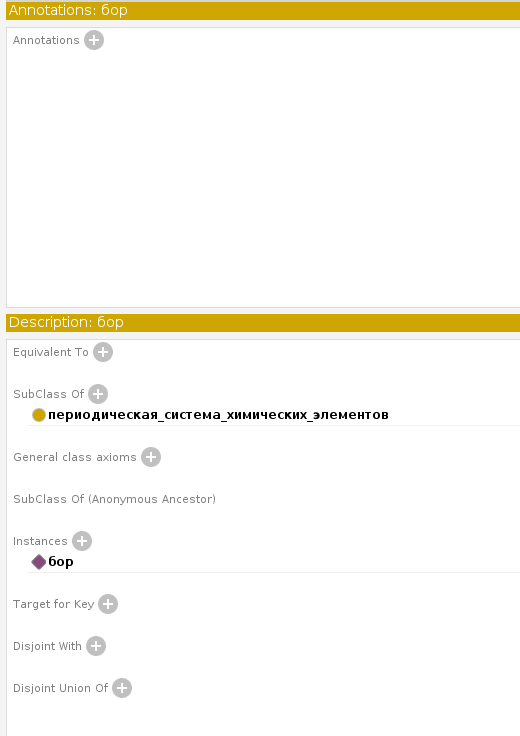 Annotations: бор
Annotations
Description: бор
Equivalent To
SubClass Of
периодическая_система_химических_элементов
General class axioms
SubClass Of (Anonymous Ancestor)
Instances
бор
Target for Key
Disjoint With
Disjoint Union Of